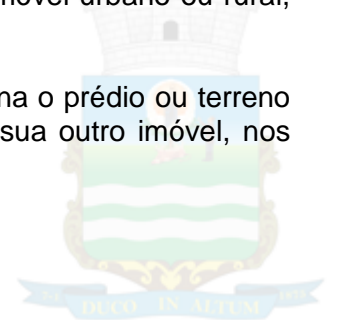 móvel urbano ou rural,
na o prédio ou terreno
sua outro imóvel, nos
DUCO IN ALTUM